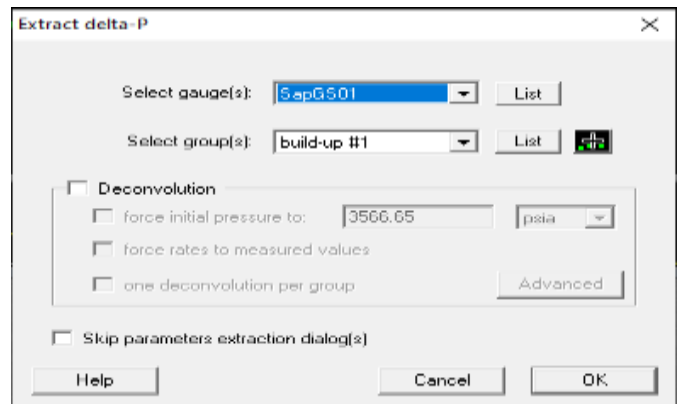 Extract delta-P
Select gauge(s): SapGS01 List
Select group(s): build-up #1 List
Deconvolution
force initial pressure to: 3566.65 psia
force rates to measured values
one deconvolution per group Advanced
Skip parameters extraction dialog(s)
Help Cancel OK